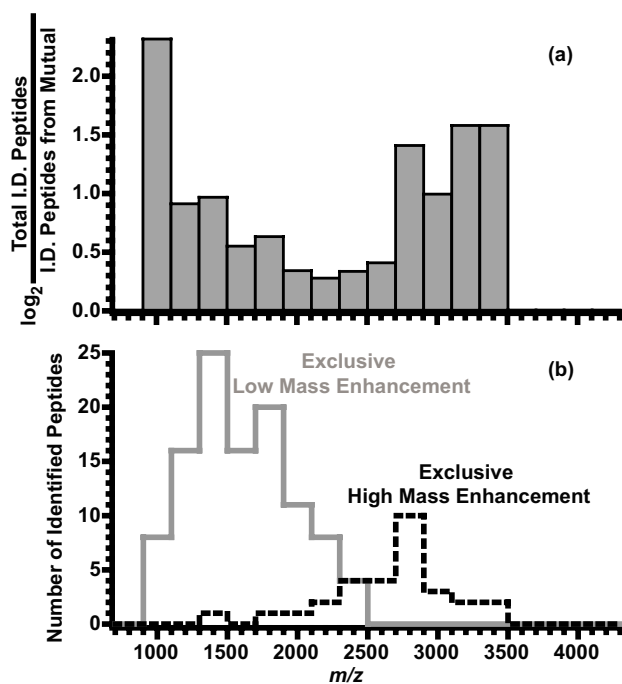 (a)
log2 Total I.D. Peptides
I.D. Peptides from Mutual
2.0
1.5
1.0
0.5
0.0
(b)
Number of Identified Peptides
25
20
15
10
5
0
Exclusive
Low Mass Enhancement
Exclusive
High Mass Enhancement
1000 1500 2000 2500 3000 3500 4000
m/z